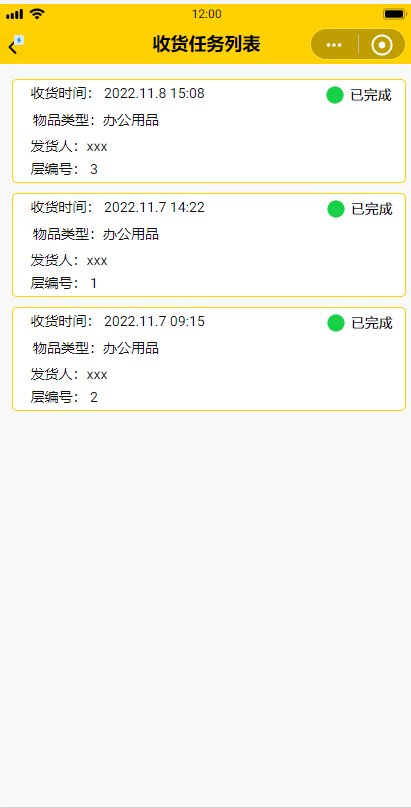 12:00
收货任务列表
收货时间： 2022.11.8 15:08
已完成
物品类型：办公用品
发货人：xxx
层编号： 3
收货时间： 2022.11.7 14:22
已完成
物品类型：办公用品
发货人：xxx
层编号： 1
收货时间： 2022.11.7 09:15
已完成
物品类型：办公用品
发货人：xxx
层编号： 2